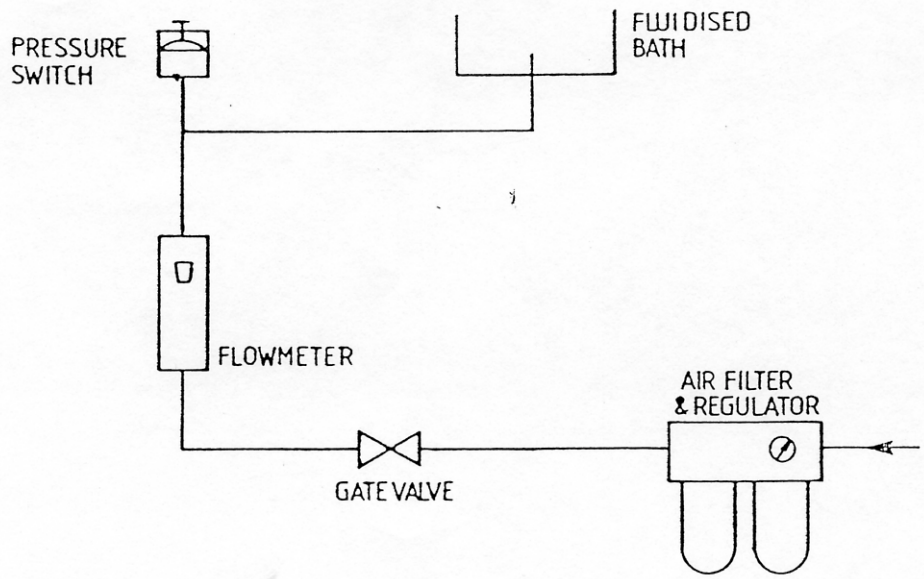 PRESSURE
SWITCH
FLUIDISED
BATH
FLOWMETER
AIR FILTER
& REGULATOR
GATE VALVE